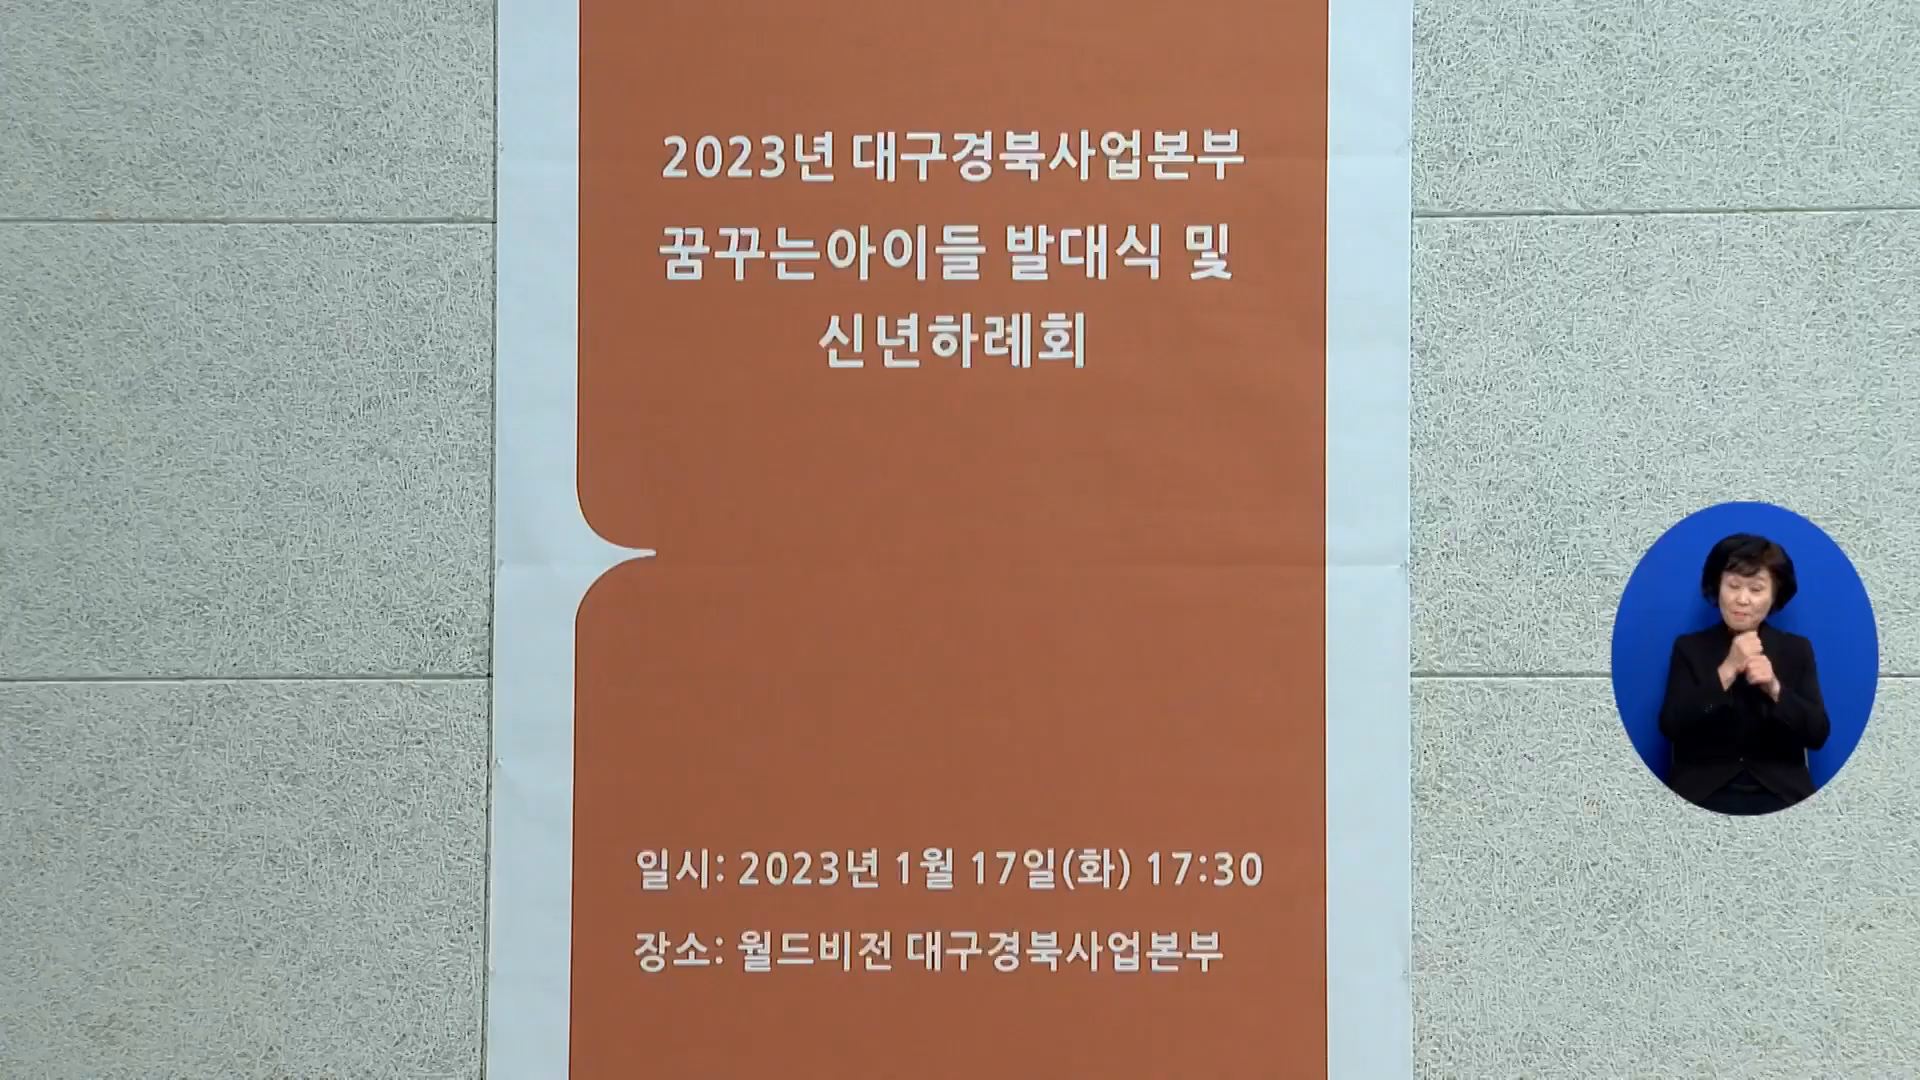 2023년 대구경북사업본부
꿈꾸는아이들 발대식 및
신년하례회
일시: 2023년 1월 17일(화) 17:30
장소: 월드비전 대구경북사업본부